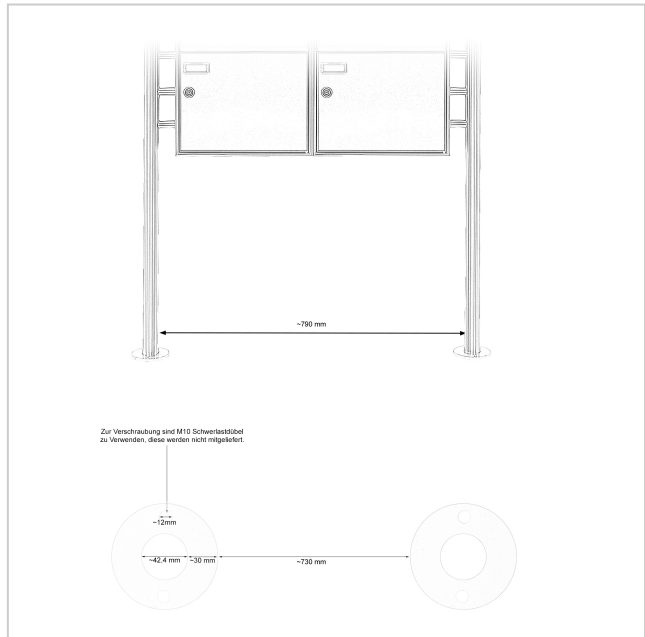 ~790 mm
Zur Verschraubung sind M10 Schwerlastdübel
zu Verwenden, diese werden nicht mitgeliefert.
~12mm
~42,4 mm ~30 mm ~730 mm